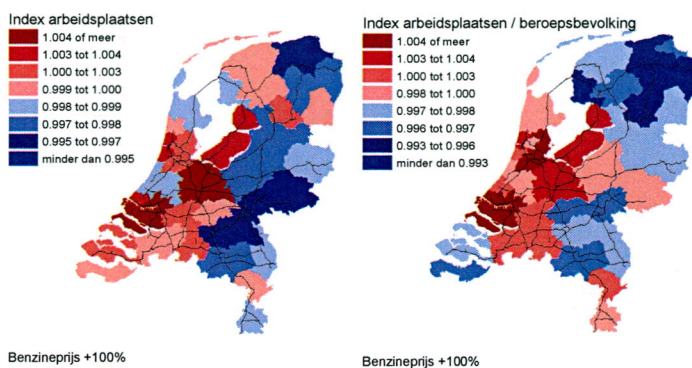 Index arbeidsplaatsen
1.004 of meer
1.003 tot 1.004
1.000 tot 1.003
0.999 tot 1.000
0.998 tot 0.999
0.997 tot 0.998
0.995 tot 0.997
minder dan 0.995
Benzineprijs +100%
Index arbeidsplaatsen / beroepsbevolking
1.004 of meer
1.003 tot 1.004
1.000 tot 1.003
0.998 tot 1.000
0.997 tot 0.998
0.996 tot 0.997
0.993 tot 0.996
minder dan 0.993
Benzineprijs +100%